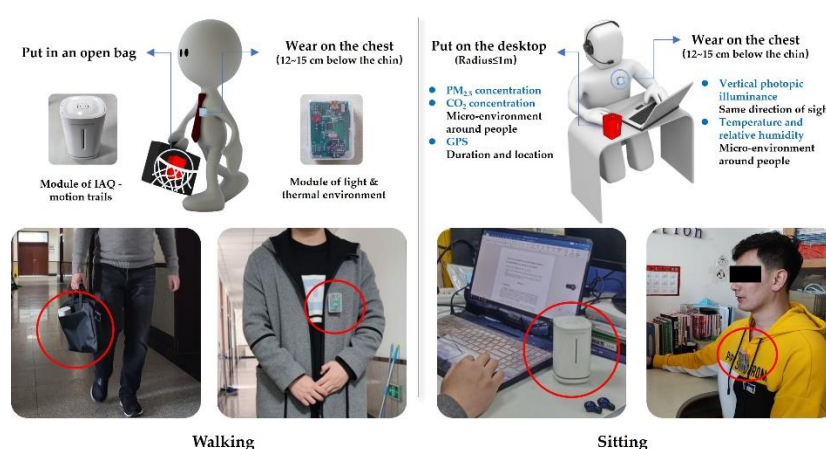 Put in an open bag
Wear on the chest
(12~15 cm below the chin)
Module of IAQ -
motion trails
Module of light &
thermal environment
Walking
Put on the desktop
(Radius≤1m)
PM2.5 concentration
CO2 concentration
Micro-environment
around people
GPS
Duration and location
Wear on the chest
(12~15 cm below the chin)
Vertical photopic
illuminance
Same direction of sigh
Temperature and
relative humidity
Micro-environment
around people
Sitting